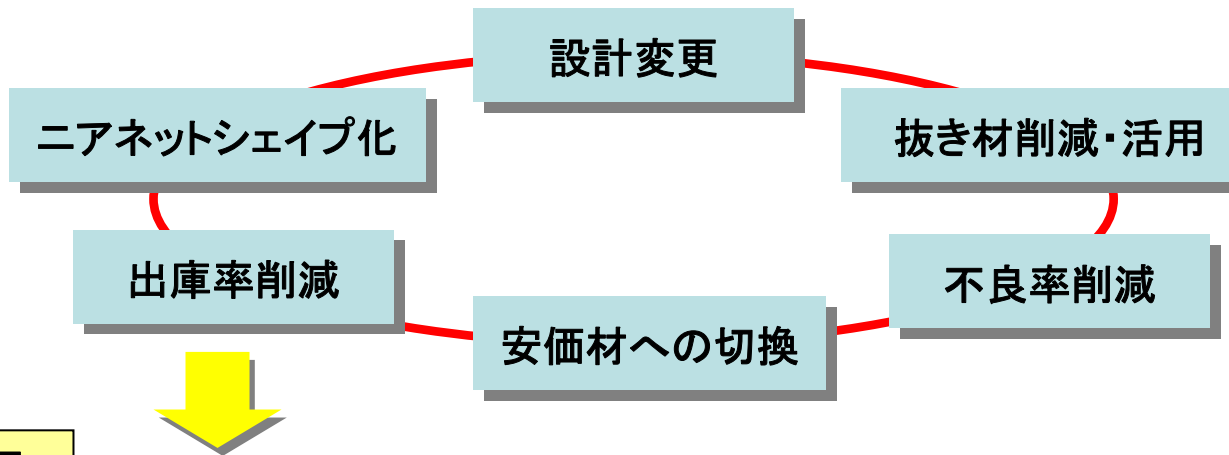 設計変更
ニアネットシェイプ化
抜き材削減・活用
出庫率削減
不良率削減
安価材への切換